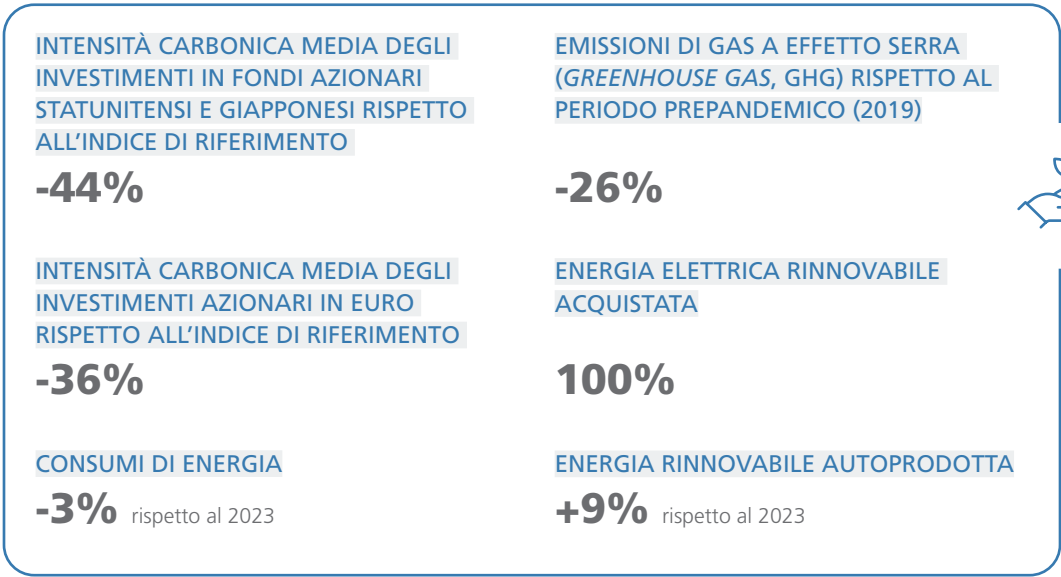 INTENSITÀ CARBONICA MEDIA DEGLI
INVESTIMENTI IN FONDI AZIONARI
STATUNITENSI E GIAPPONESI RISPETTO
ALL'INDICE DI RIFERIMENTO
-44%
EMISSIONI DI GAS A EFFETTO SERRA
(GREENHOUSE GAS, GHG) RISPETTO AL
PERIODO PREPANDEMICO (2019)
-26%
INTENSITÀ CARBONICA MEDIA DEGLI
INVESTIMENTI AZIONARI IN EURO
RISPETTO ALL'INDICE DI RIFERIMENTO
-36%
ENERGIA ELETTRICA RINNOVABILE
ACQUISTATA
100%
CONSUMI DI ENERGIA
-3% rispetto al 2023
ENERGIA RINNOVABILE AUTOPRODOTTA
+9% rispetto al 2023